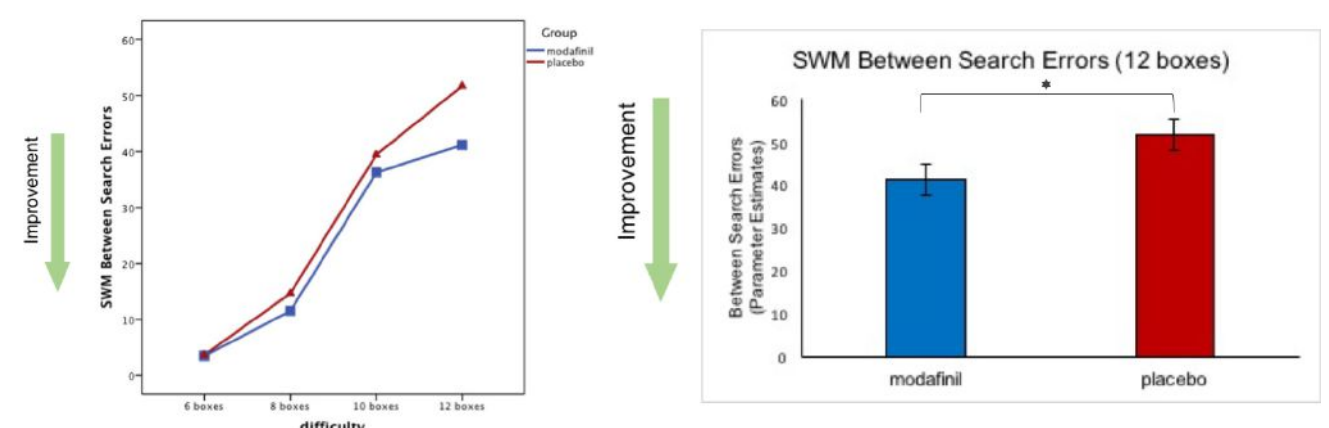 Group
modafinil
placebo
60
50
40
30
20
10
0
SWM Between Search Errors
Improvement
6 boxes 8 boxes 10 boxes 12 boxes
difficulty
Improvement
SWM Between Search Errors (12 boxes)
*
60
50
40
30
20
10
0
Between Search Errors
(Parameter Estimates)
modafinil placebo